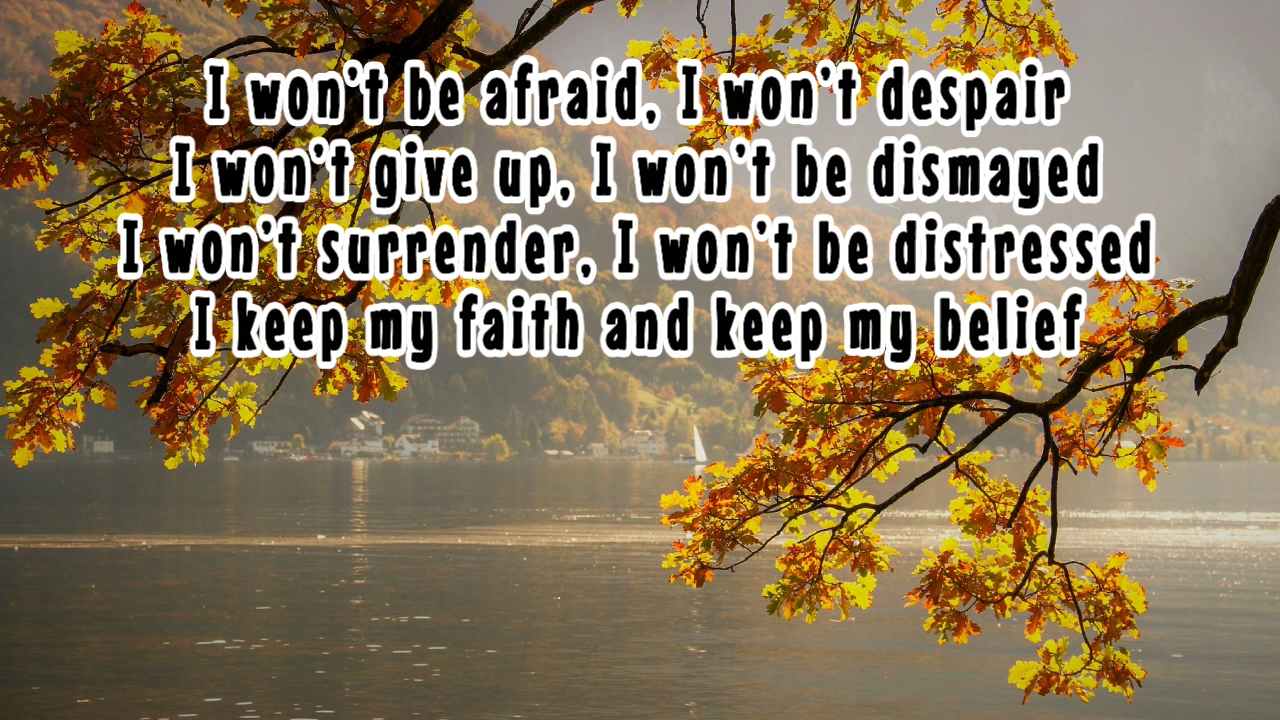 I won't be afraid, I won't despair
I won't give up, I won't be dismayed
I won't surrender, I won't be distressed
I keep my faith and keep my belief